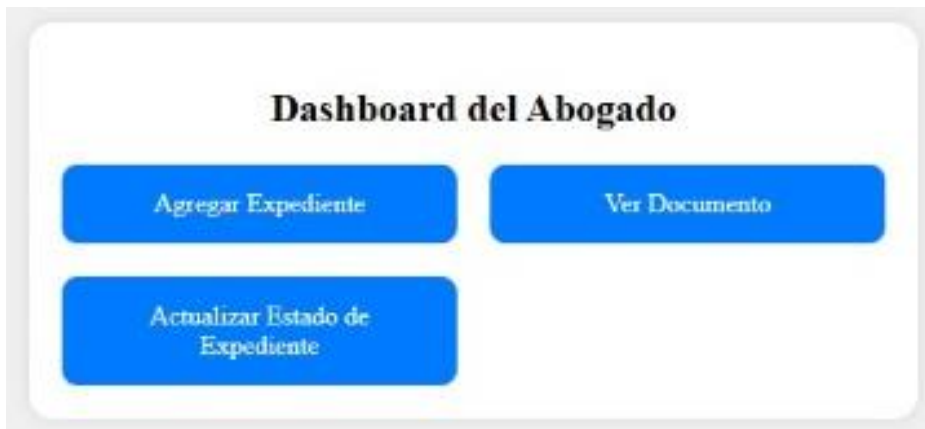 Dashboard del Abogado
Agregar Expediente
Ver Documento
Actualizar Estado de
Expediente